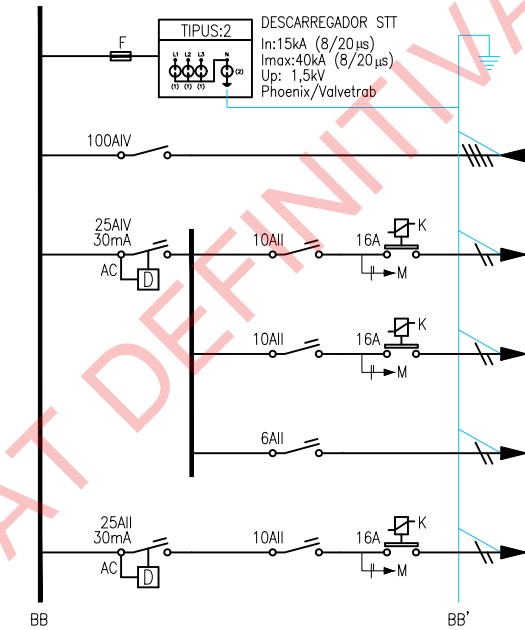 F
TIPUS:2
L1 L2 L3 N
(1) (1) (1)
(2)
DESCARREGADOR STT
In:15kA (8/20µs)
Imax:40kA (8/20µs)
Up: 1,5kV
Phoenix/Valvetrab
100AIV
25AIV
30mA
AC
D
10AII
16A
K
M
10AII
16A
K
M
6AII
25AII
30mA
AC
D
10AII
16A
K
M
BB
BB'
AT DEFINITIVA